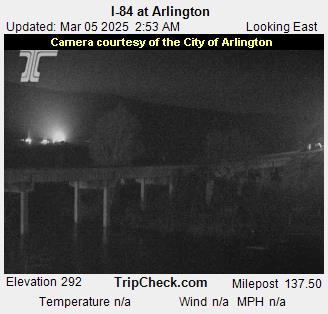 I-84 at Arlington
Updated: Mar 05 2025 2:53 AM Looking East
Camera courtesy of the City of Arlington
Elevation 292 TripCheck.com Milepost 137.50
Temperature n/a Wind n/a MPH n/a